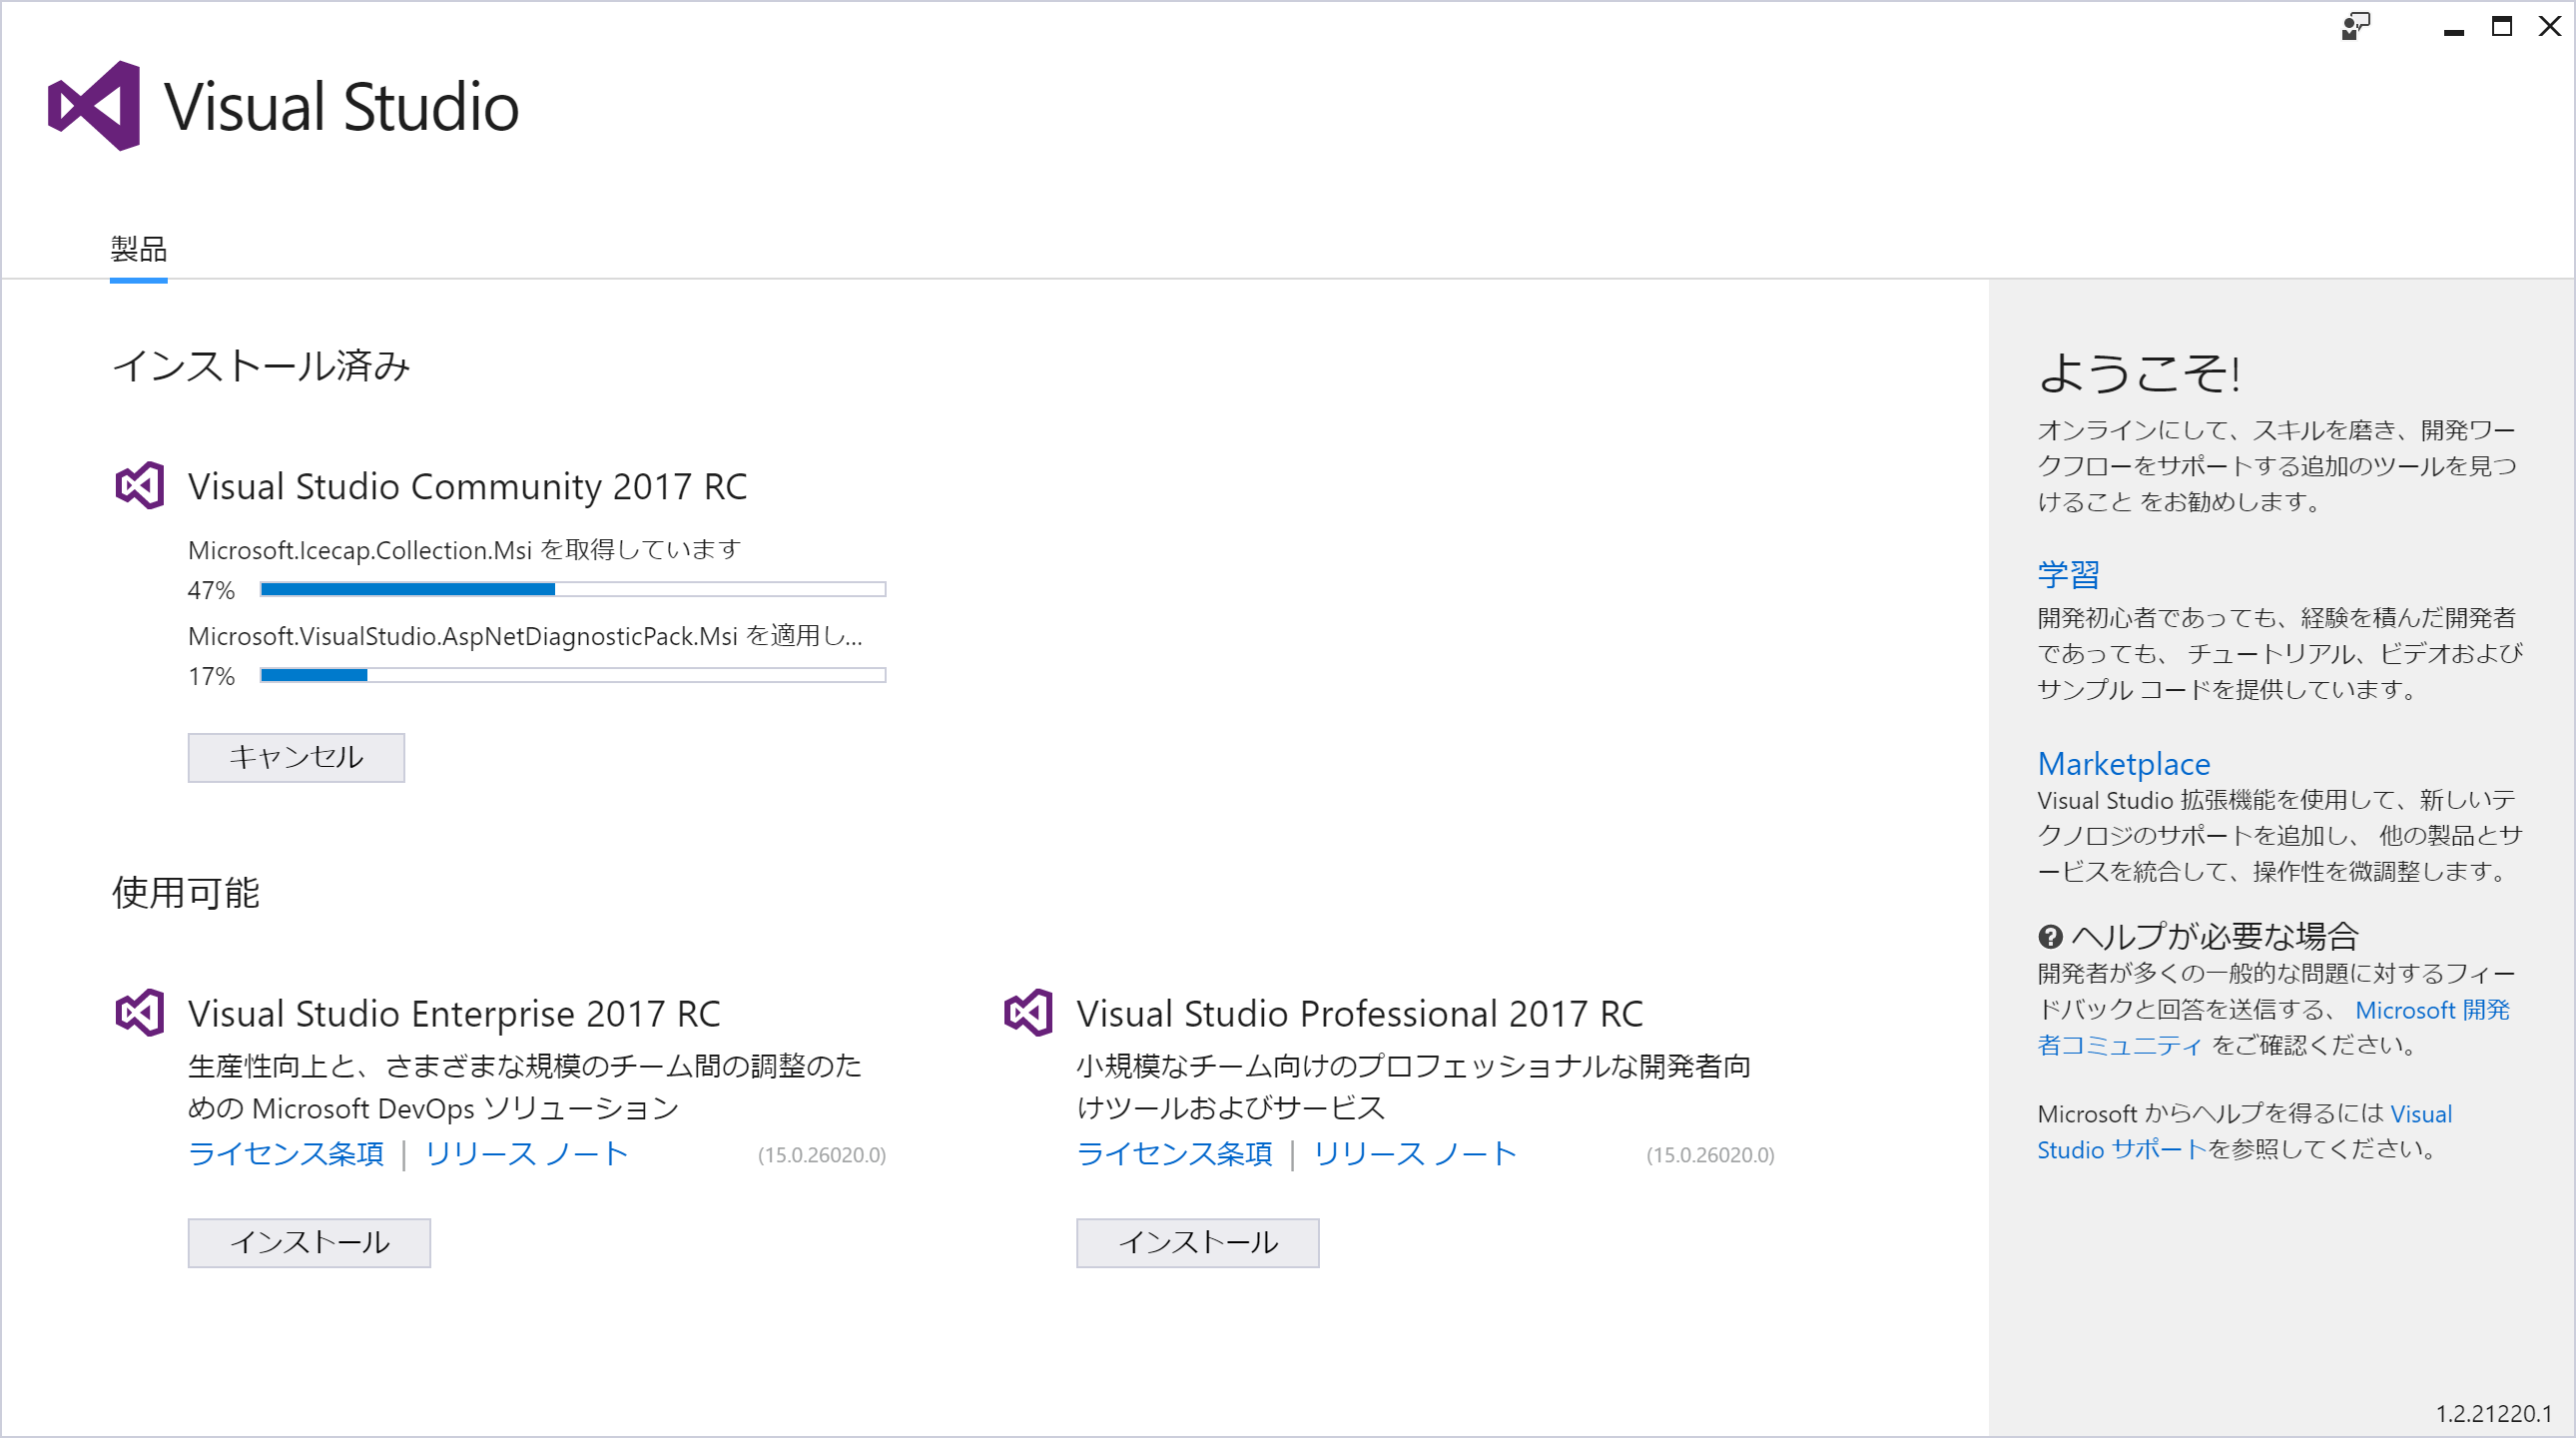 Visual Studio
製品
インストール済み
Visual Studio Community 2017 RC
Microsoft.Icecap.Collection.Msi を取得しています
47%
Microsoft.VisualStudio.AspNetDiagnosticPack.Msi を適用し...
17%
キャンセル
使用可能
Visual Studio Enterprise 2017 RC
生産性向上と、さまざまな規模のチーム間の調整のた
めの Microsoft DevOps ソリューション
ライセンス条項 | リリース ノート (15.0.26020.0)
インストール
Visual Studio Professional 2017 RC
小規模なチーム向けのプロフェッショナルな開発者向
けツールおよびサービス
ライセンス条項 | リリース ノート (15.0.26020.0)
インストール
ようこそ!
オンラインにして、スキルを磨き、開発ワー
クフローをサポートする追加のツールを見つ
けること をお勧めします。
学習
開発初心者であっても、経験を積んだ開発者
であっても、 チュートリアル、ビデオおよび
サンプル コードを提供しています。
Marketplace
Visual Studio 拡張機能を使用して、新しいテ
クノロジのサポートを追加し、 他の製品とサ
ービスを統合して、操作性を微調整します。
ヘルプが必要な場合
開発者が多くの一般的な問題に対するフィー
ドバックと回答を送信する、 Microsoft 開発
者コミュニティ をご確認ください。
Microsoft からヘルプを得るには Visual
Studio サポートを参照してください。
1.2.21220.1